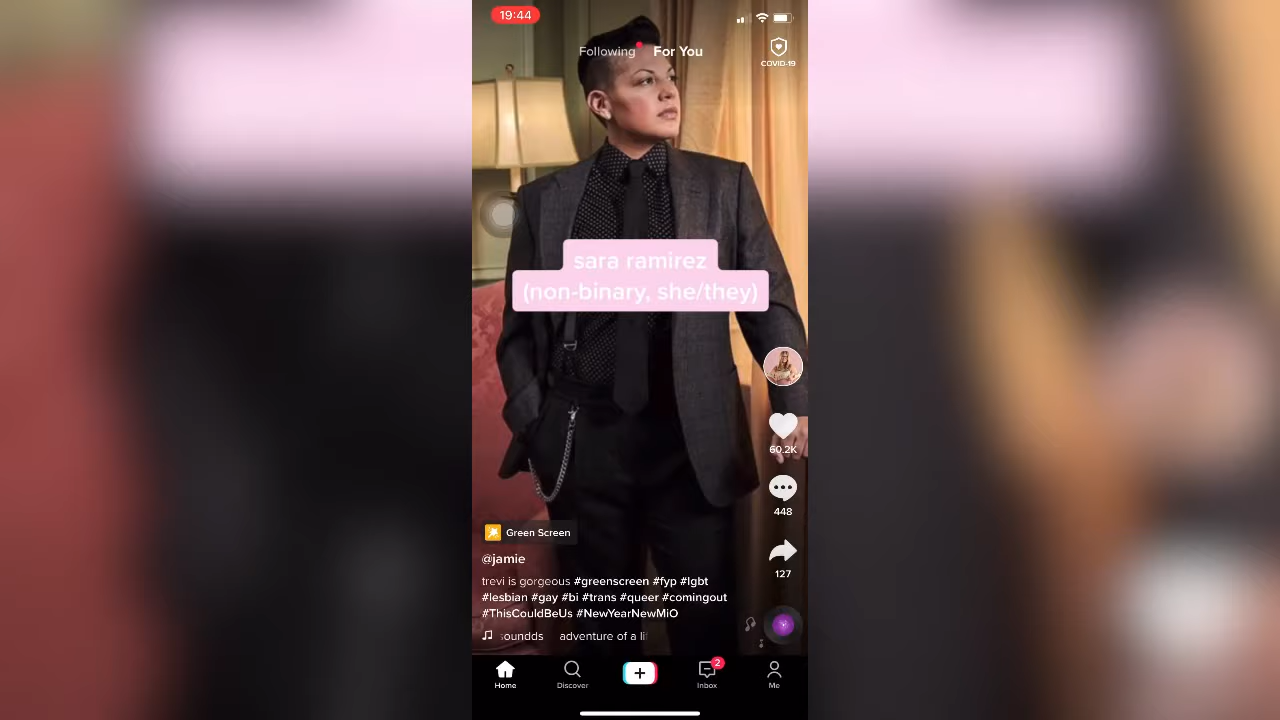 19:44
Following For You
COVID-19
sara ramirez
(non-binary, she/they)
60.2K
448
127
Green Screen
@jamie
trevi is gorgeous #greenscreen #fyp #lgbt
#lesbian #gay #bi #trans #queer #comingout
#ThisCouldBeUs #NewYearNewMiO
soundds adventure of a li
Home Discover Inbox 2 Me